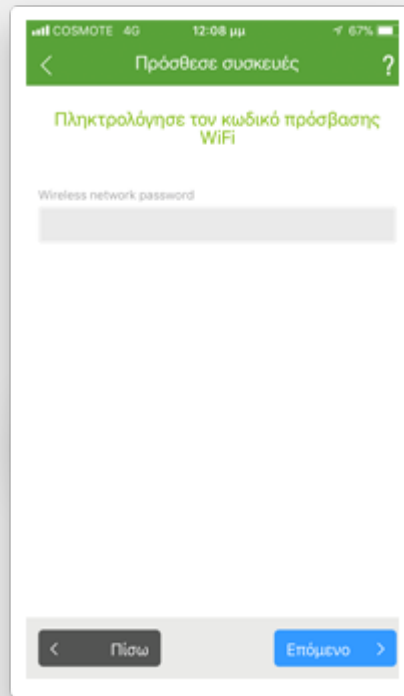 COSMOTE 4G 12:08 μμ 67%
Πρόσθεσε συσκευές ?
Πληκτρολόγησε τον κωδικό πρόσβασης
WiFi
Wireless network password
Πίσω Επόμενο